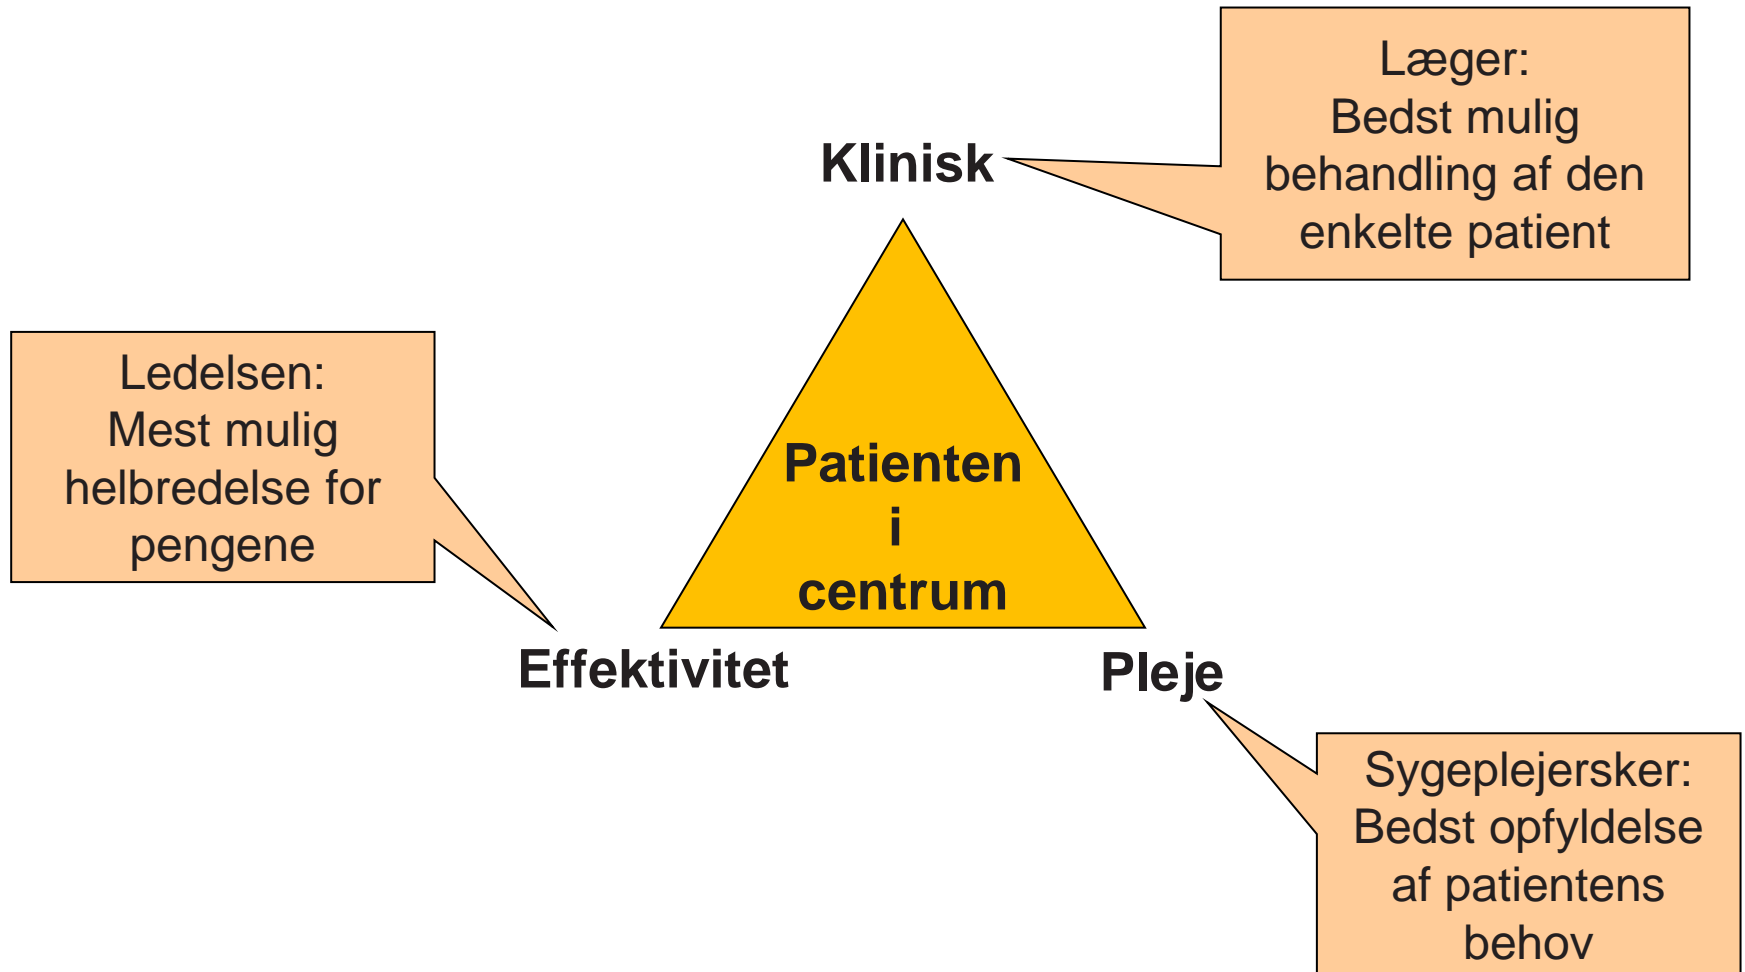 Læger:
Bedst mulig
behandling af den
enkelte patient
Klinisk
Ledelsen:
Mest mulig
helbredelse for
pengene
Patienten
i
centrum
Effektivitet
Pleje
Sygeplejersker:
Bedst opfyldelse
af patientens
behov